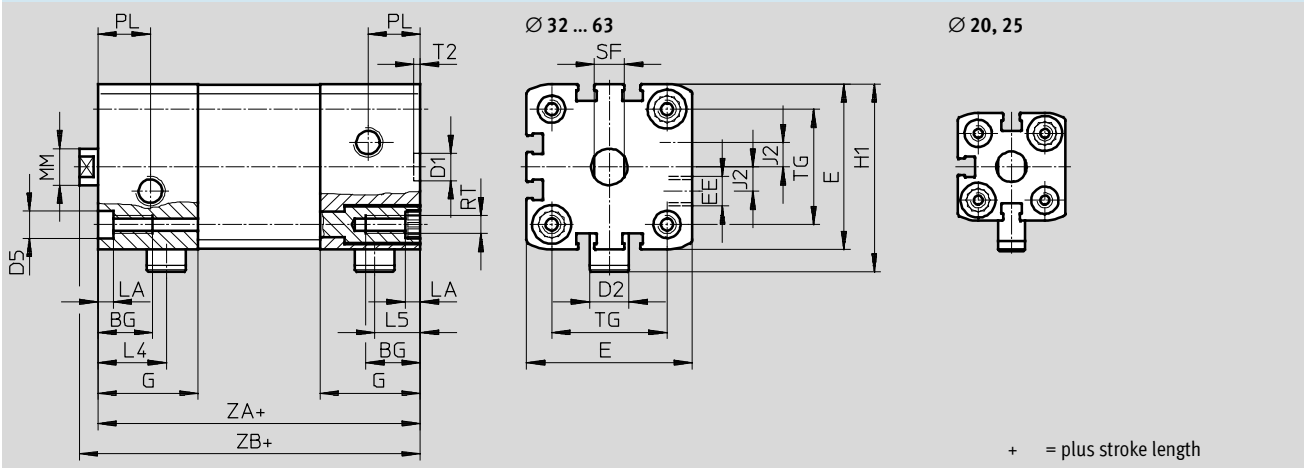 PL
PL
T2
MM
D1
RT
D5
LA
LA
BG
L5
L4
BG
G
G
ZA+
ZB+
∅ 32 ... 63
SF
J2
J2
TG
EE
E
H1
D2
TG
E
∅ 20, 25
+ = plus stroke length